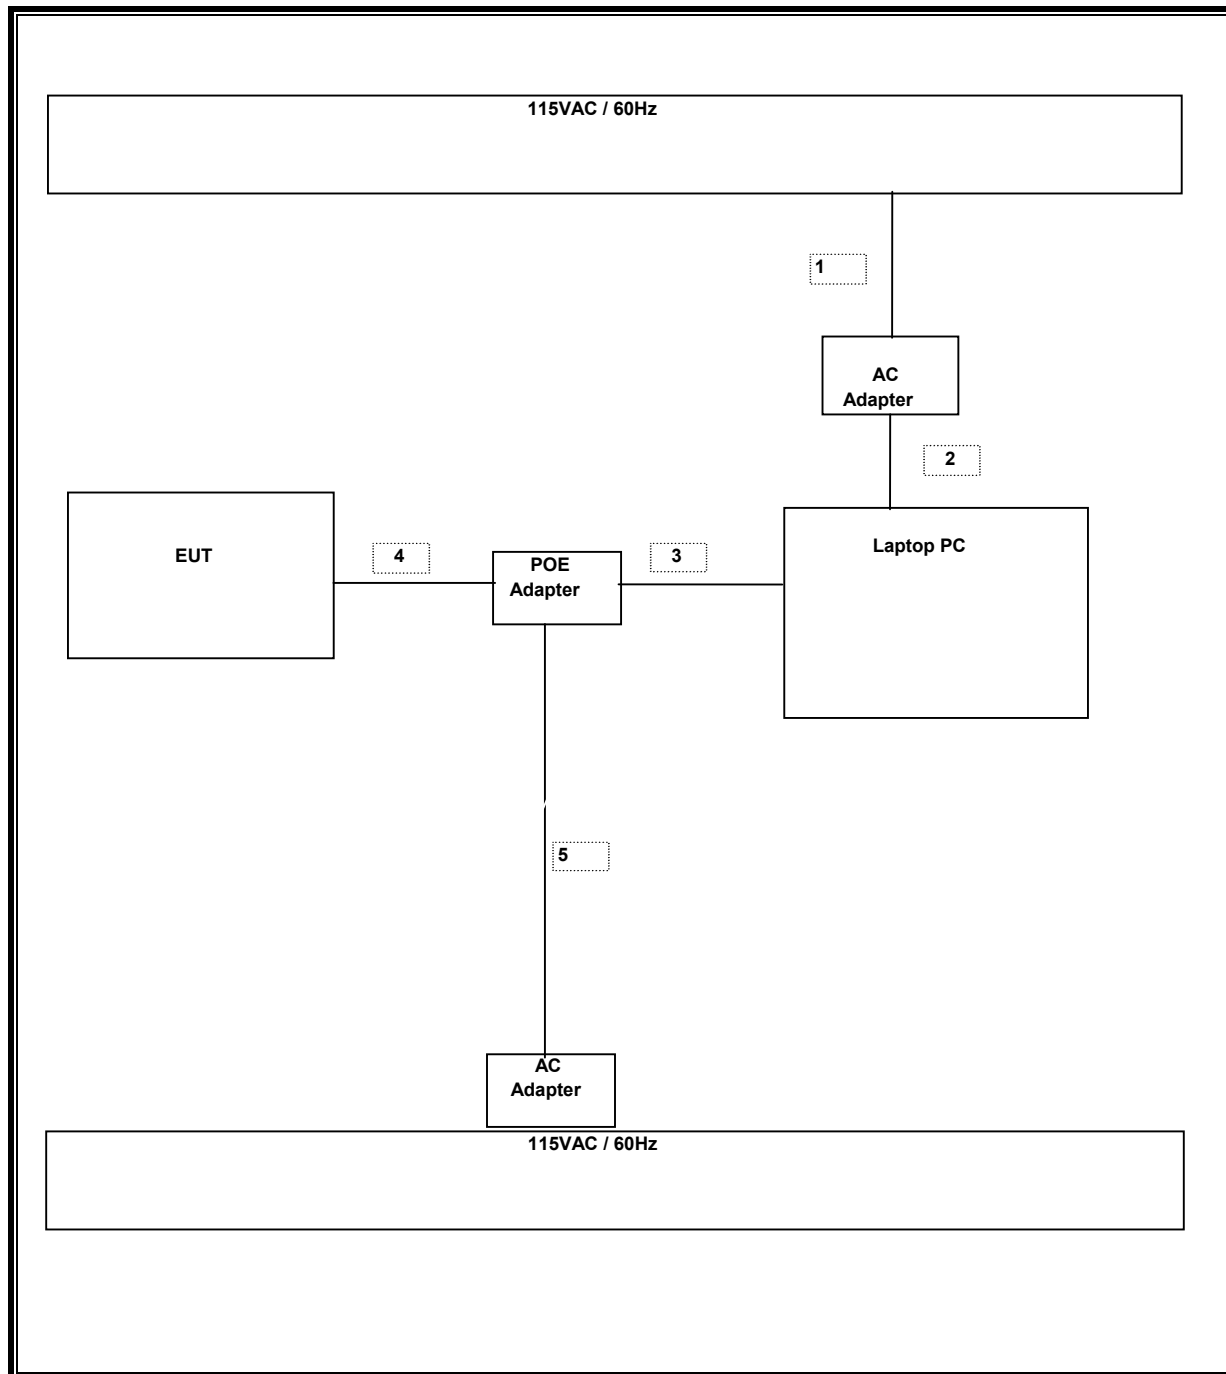 115VAC / 60Hz
1
AC
Adapter
2
EUT
4
POE
Adapter
3
Laptop PC
5
AC
Adapter
115VAC / 60Hz